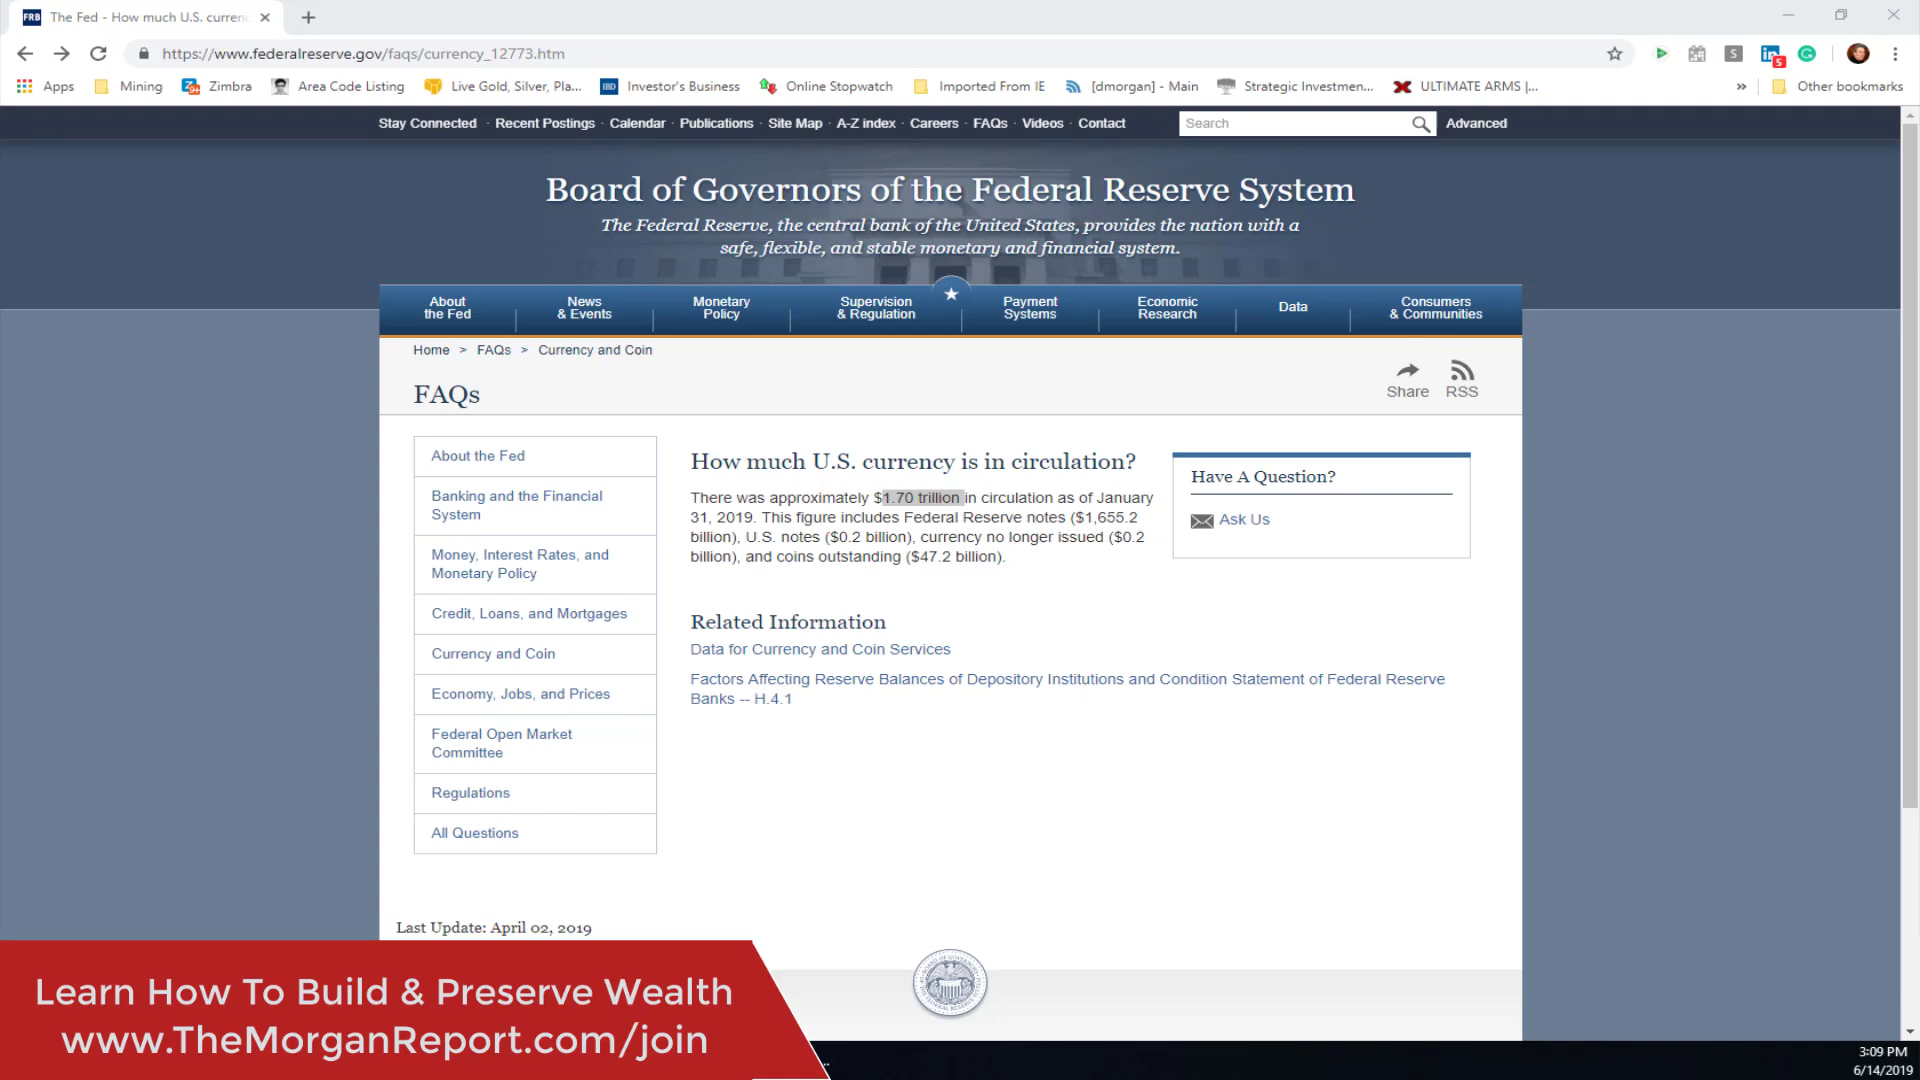 FRB The Fed - How much U.S. curren
https://www.federalreserve.gov/faqs/currency_12773.htm
S in 5
Apps Mining Zimbra Area Code Listing Live Gold, Silver, Pla... IBD Investor's Business Online Stopwatch Imported From IE [dmorgan] - Main Strategic Investmen... ULTIMATE ARMS |... » Other bookmarks
Stay Connected · Recent Postings · Calendar · Publications · Site Map · A-Z index · Careers · FAQs · Videos · Contact Search Advanced
Board of Governors of the Federal Reserve System
The Federal Reserve, the central bank of the United States, provides the nation with a
safe, flexible, and stable monetary and financial system.
About
the Fed
News
& Events
Monetary
Policy
Supervision
& Regulation
Payment
Systems
Economic
Research
Data
Consumers
& Communities
Home > FAQs > Currency and Coin
FAQs
Share RSS
About the Fed
Banking and the Financial
System
Money, Interest Rates, and
Monetary Policy
Credit, Loans, and Mortgages
Currency and Coin
Economy, Jobs, and Prices
Federal Open Market
Committee
Regulations
All Questions
How much U.S. currency is in circulation?
There was approximately $1.70 trillion in circulation as of January
31, 2019. This figure includes Federal Reserve notes ($1,655.2
billion), U.S. notes ($0.2 billion), currency no longer issued ($0.2
billion), and coins outstanding ($47.2 billion).
Have A Question?
Ask Us
Related Information
Data for Currency and Coin Services
Factors Affecting Reserve Balances of Depository Institutions and Condition Statement of Federal Reserve
Banks -- H.4.1
Last Update: April 02, 2019
Learn How To Build & Preserve Wealth
www.TheMorganReport.com/join
3:09 PM
6/14/2019